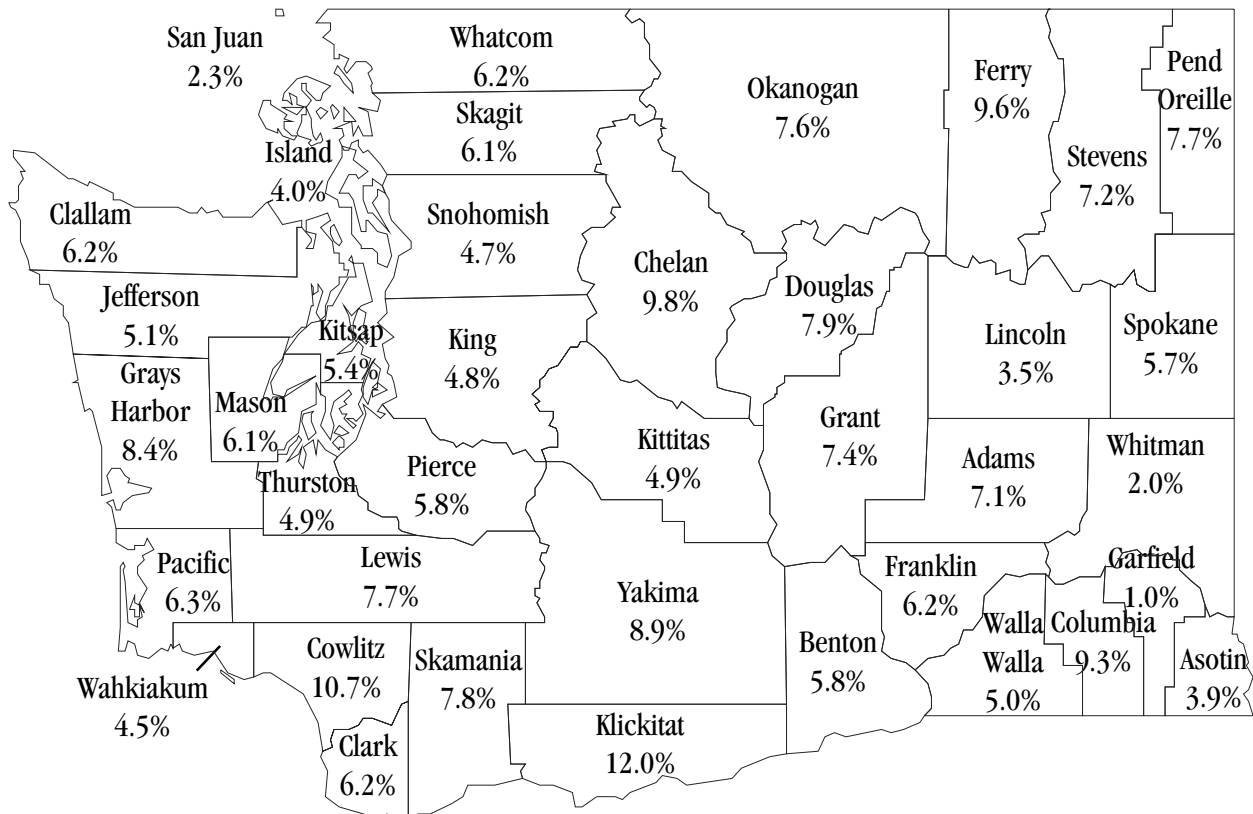 San Juan
2.3%
Whatcom
6.2%
Skagit
6.1%
Okanogan
7.6%
Ferry
9.6%
Pend
Oreille
7.7%
Stevens
7.2%
Island
4.0%
Clallam
6.2%
Snohomish
4.7%
Chelan
9.8%
Douglas
7.9%
Jefferson
5.1%
Kitsap
5.4%
King
4.8%
Lincoln
3.5%
Spokane
5.7%
Grays
Harbor
8.4%
Mason
6.1%
Pierce
5.8%
Kittitas
4.9%
Grant
7.4%
Adams
7.1%
Whitman
2.0%
Thurston
4.9%
Pacific
6.3%
Lewis
7.7%
Yakima
8.9%
Franklin
6.2%
Garfield
1.0%
Walla
Walla
5.0%
Columbia
9.3%
Asotin
3.9%
Benton
5.8%
Wahkiakum
4.5%
Cowlitz
10.7%
Skamania
7.8%
Clark
6.2%
Klickitat
12.0%